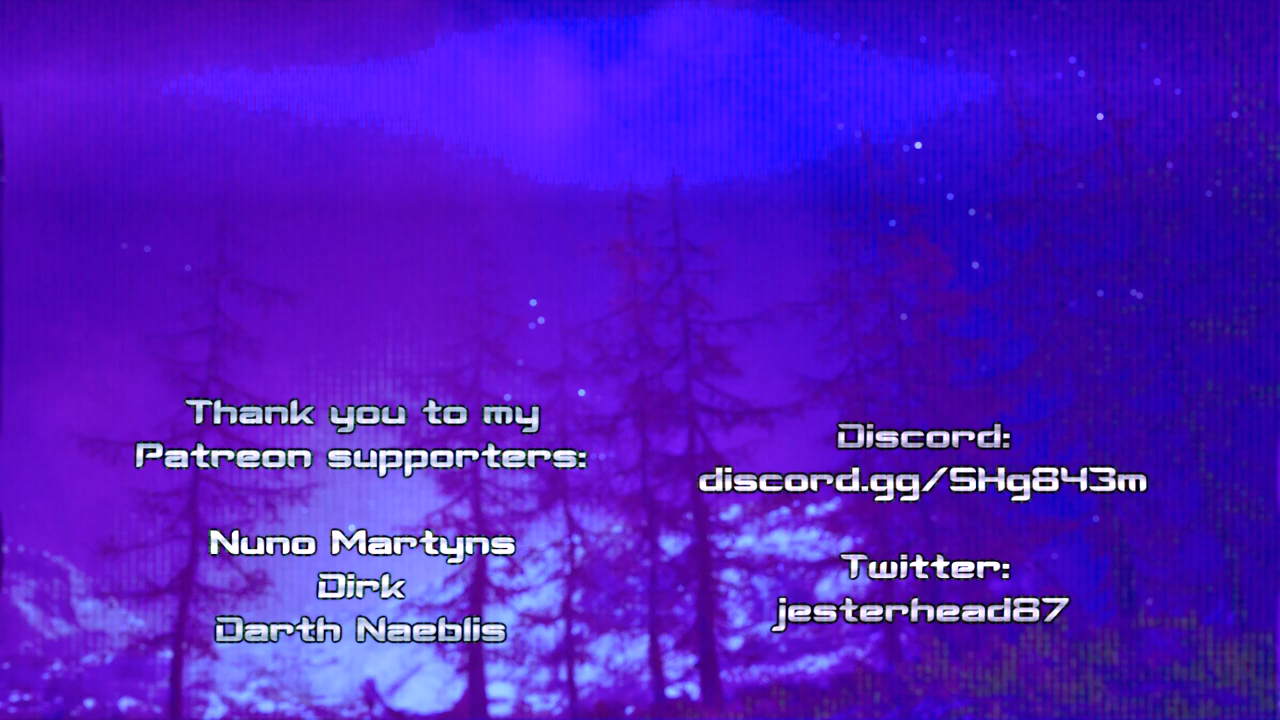 Thank you to my
Patreon supporters:
Nuno Martyns
Dirk
Darth Naeblis
Discord:
discord.gg/SHg843m
Twitter:
jesterhead87